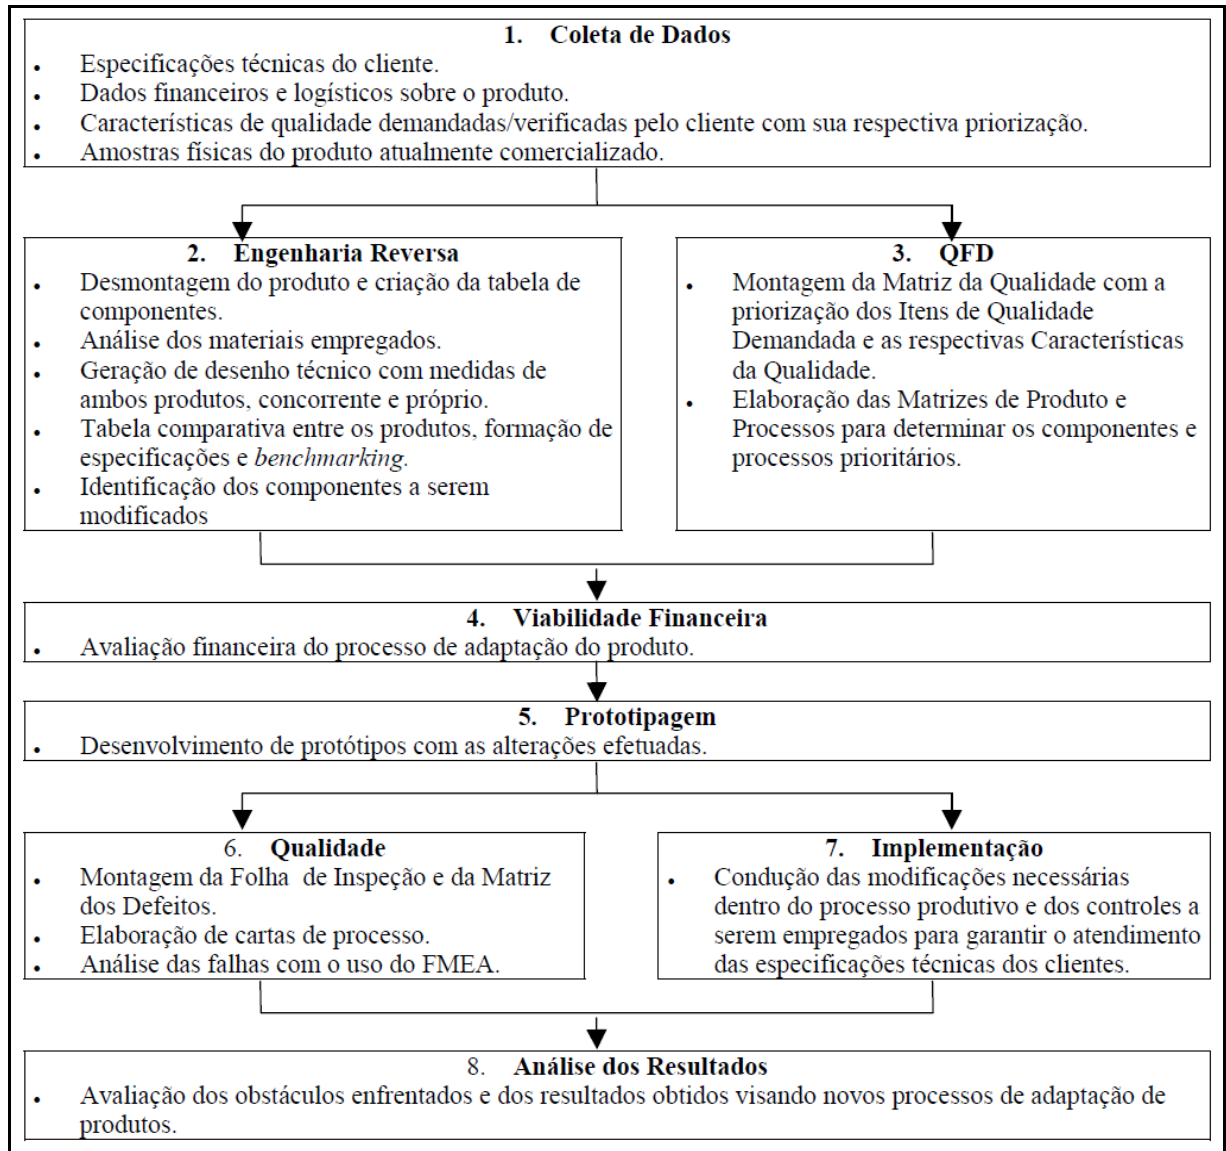 1. Coleta de Dados
• Especificações técnicas do cliente.
• Dados financeiros e logísticos sobre o produto.
• Características de qualidade demandadas/verificadas pelo cliente com sua respectiva priorização.
• Amostras físicas do produto atualmente comercializado.
2. Engenharia Reversa
• Desmontagem do produto e criação da tabela de
componentes.
• Análise dos materiais empregados.
• Geração de desenho técnico com medidas de
ambos produtos, concorrente e próprio.
• Tabela comparativa entre os produtos, formação de
especificações e benchmarking.
• Identificação dos componentes a serem
modificados
3. QFD
• Montagem da Matriz da Qualidade com a
priorização dos Itens de Qualidade
Demandada e as respectivas Características
da Qualidade.
• Elaboração das Matrizes de Produto e
Processos para determinar os componentes e
processos prioritários.
4. Viabilidade Financeira
• Avaliação financeira do processo de adaptação do produto.
5. Prototipagem
• Desenvolvimento de protótipos com as alterações efetuadas.
6. Qualidade
• Montagem da Folha de Inspeção e da Matriz
dos Defeitos.
• Elaboração de cartas de processo.
• Análise das falhas com o uso do FMEA.
7. Implementação
• Condução das modificações necessárias
dentro do processo produtivo e dos controles a
serem empregados para garantir o atendimento
das especificações técnicas dos clientes.
8. Análise dos Resultados
• Avaliação dos obstáculos enfrentados e dos resultados obtidos visando novos processos de adaptação de
produtos.